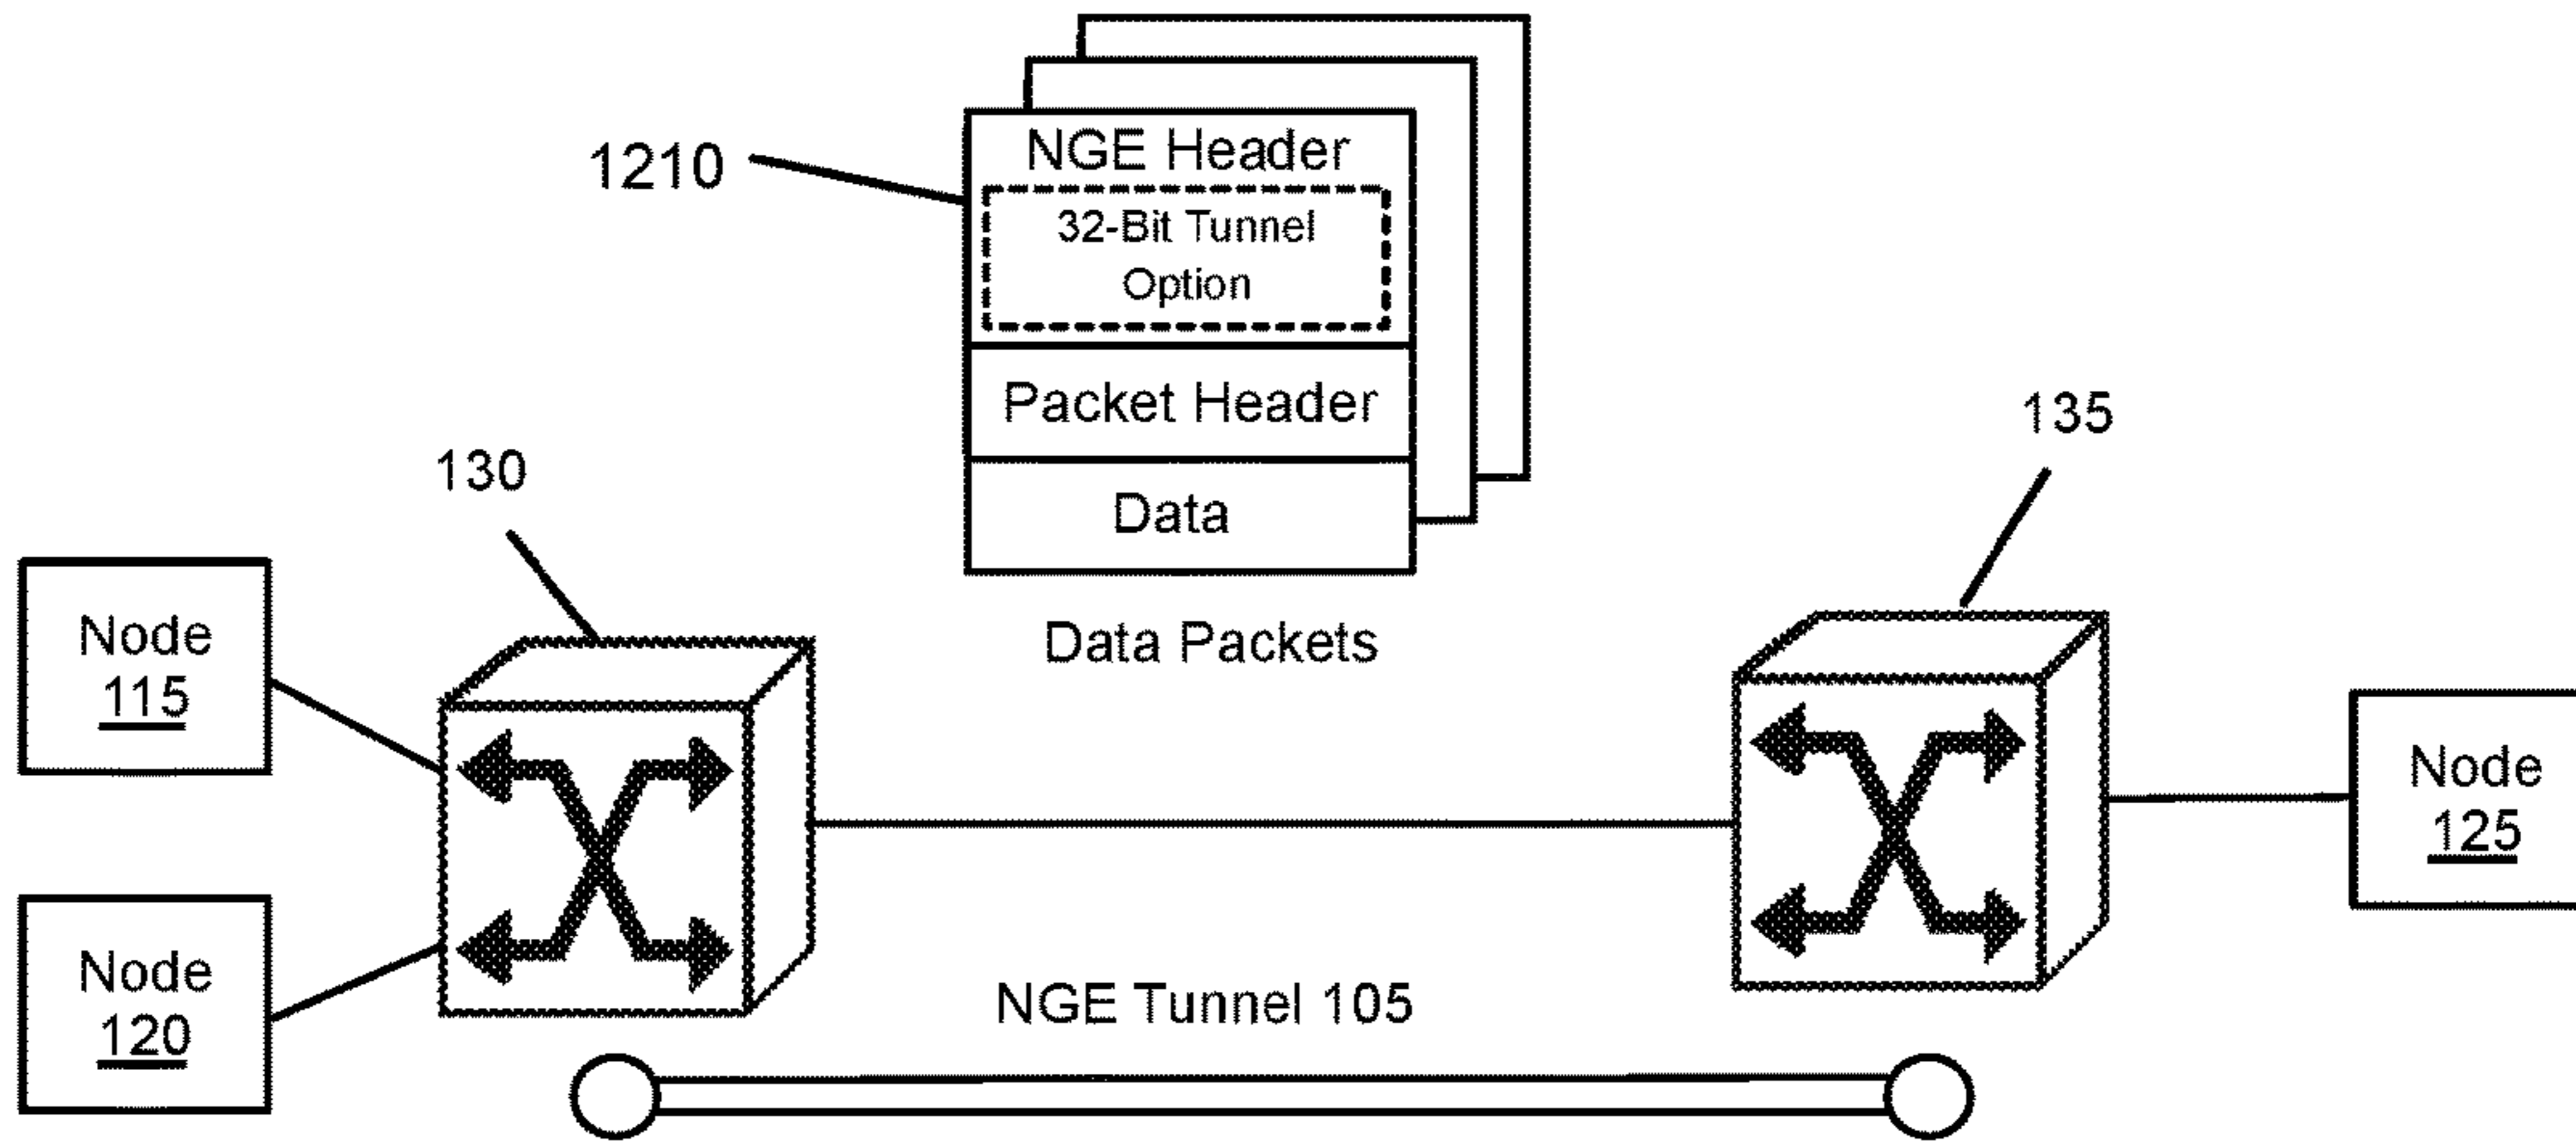 1210
NGE Header
32-Bit Tunnel
Option
Packet Header
Data
Data Packets
130
135
Node
115
Node
120
Node
125
NGE Tunnel 105